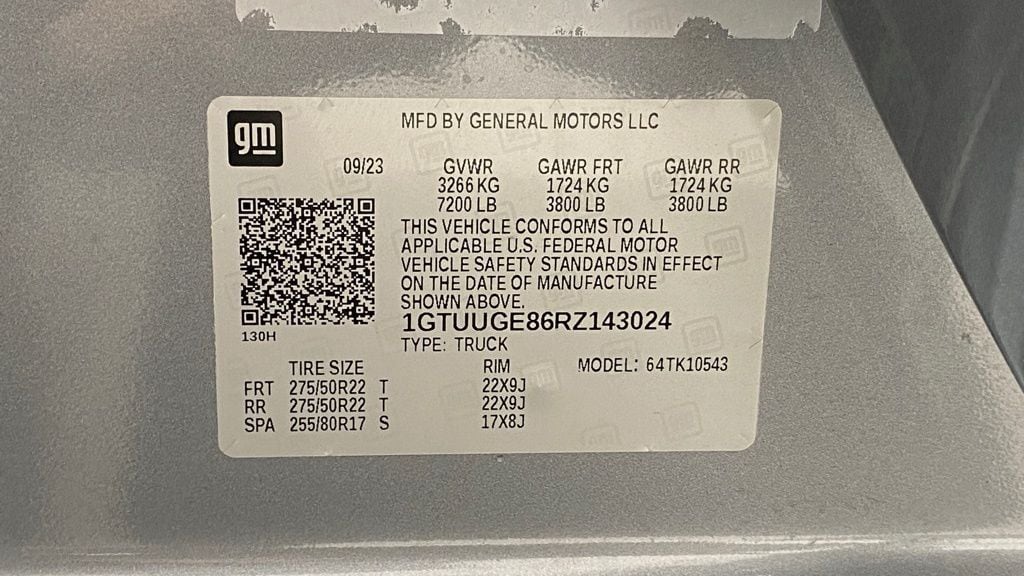 gm
MFD BY GENERAL MOTORS LLC
09/23 GVWR GAWR FRT GAWR RR
3266 KG 1724 KG 1724 KG
7200 LB 3800 LB 3800 LB
THIS VEHICLE CONFORMS TO ALL
APPLICABLE U.S. FEDERAL MOTOR
VEHICLE SAFETY STANDARDS IN EFFECT
ON THE DATE OF MANUFACTURE
SHOWN ABOVE.
1GTUUGE86RZ143024
130H
TYPE: TRUCK
TIRE SIZE RIM MODEL: 64TK10543
FRT 275/50R22 T 22X9J
RR 275/50R22 T 22X9J
SPA 255/80R17 S 17X8J